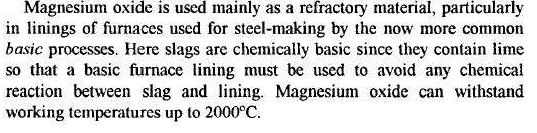 Magnesium oxide is used mainly as a refractory material, particularly
in linings of furnaces used for steel-making by the now more common
basic processes. Here slags are chemically basic since they contain lime
so that a basic furnace lining must be used to avoid any chemical
reaction between slag and lining. Magnesium oxide can withstand
working temperatures up to 2000°C.